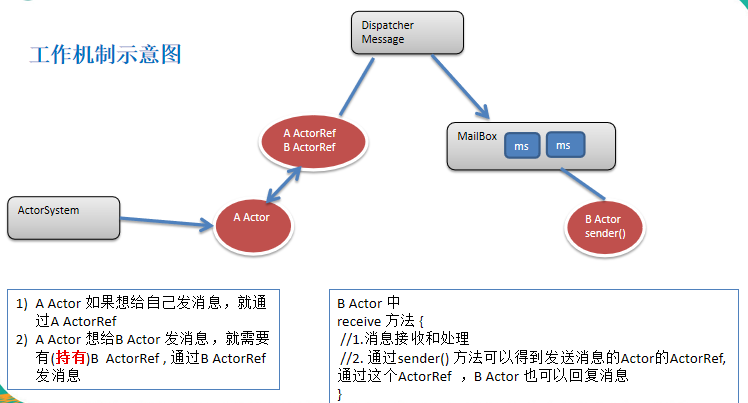 工作机制示意图
Dispatcher
Message
A ActorRef
B ActorRef
MailBox
ms
ms
ActorSystem
A Actor
B Actor
sender()
1) A Actor 如果想给自己发消息，就通
过A ActorRef
2) A Actor 想给B Actor 发消息，就需要
有(持有)B ActorRef , 通过B ActorRef
发消息
B Actor 中
receive 方法 {
//1.消息接收和处理
//2. 通过sender() 方法可以得到发送消息的Actor的ActorRef,
通过这个ActorRef ，B Actor 也可以回复消息
}